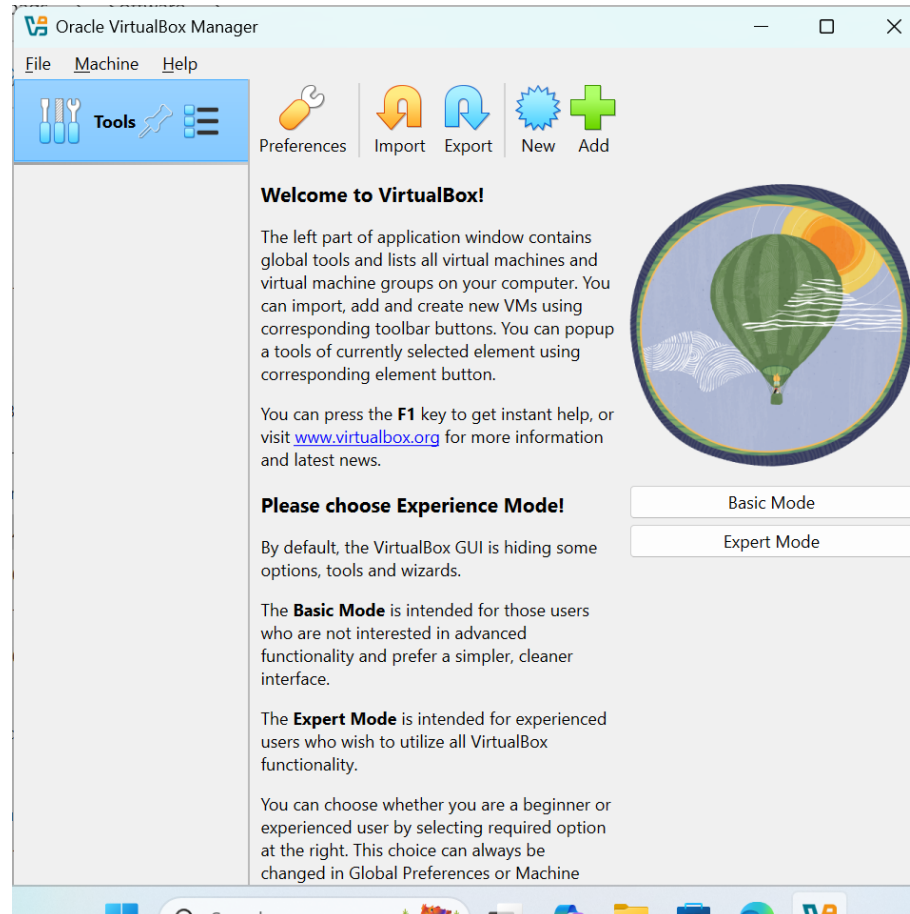 Oracle VirtualBox Manager
File Machine Help
Tools
Preferences Import Export New Add
Welcome to VirtualBox!
The left part of application window contains
global tools and lists all virtual machines and
virtual machine groups on your computer. You
can import, add and create new VMs using
corresponding toolbar buttons. You can popup
a tools of currently selected element using
corresponding element button.
You can press the F1 key to get instant help, or
visit www.virtualbox.org for more information
and latest news.
Please choose Experience Mode!
By default, the VirtualBox GUI is hiding some
options, tools and wizards.
The Basic Mode is intended for those users
who are not interested in advanced
functionality and prefer a simpler, cleaner
interface.
The Expert Mode is intended for experienced
users who wish to utilize all VirtualBox
functionality.
You can choose whether you are a beginner or
experienced user by selecting required option
at the right. This choice can always be
changed in Global Preferences or Machine
Basic Mode
Expert Mode